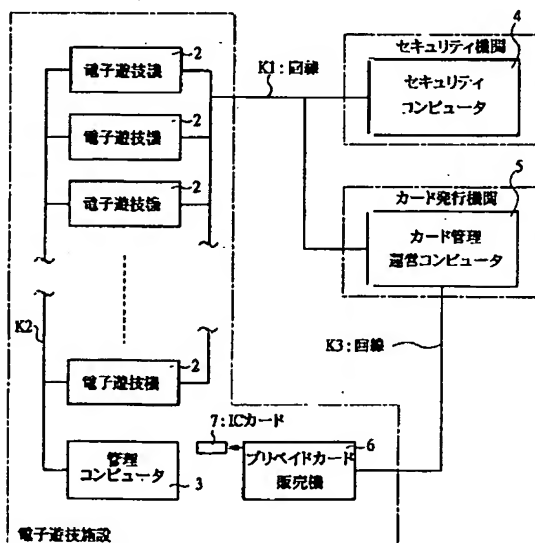 電子遊技機
2
K1:回線
セキュリティ機関
4
セキュリティ
コンピュータ
電子遊技機
2
電子遊技機
2
カード発行機関
5
カード管理
運営コンピュータ
K2
K3:回線
電子遊技機
2
7:ICカード
6
管理
コンピュータ
3
プリペイドカード
販売機
電子遊技施設